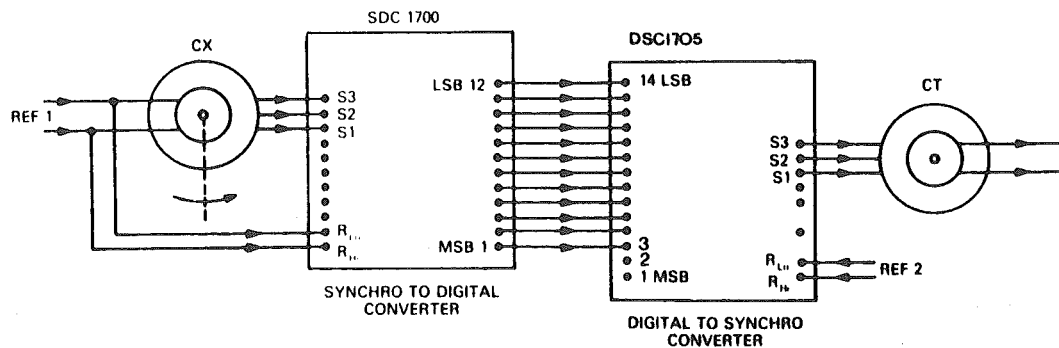 SDC 1700
CX
REF 1
S3
S2
S1
LSB 12
MSB 1
SYNCHRO TO DIGITAL
CONVERTER
DSC1705
14 LSB
3
2
1 MSB
S3
S2
S1
REF 2
DIGITAL TO SYNCHRO
CONVERTER
CT